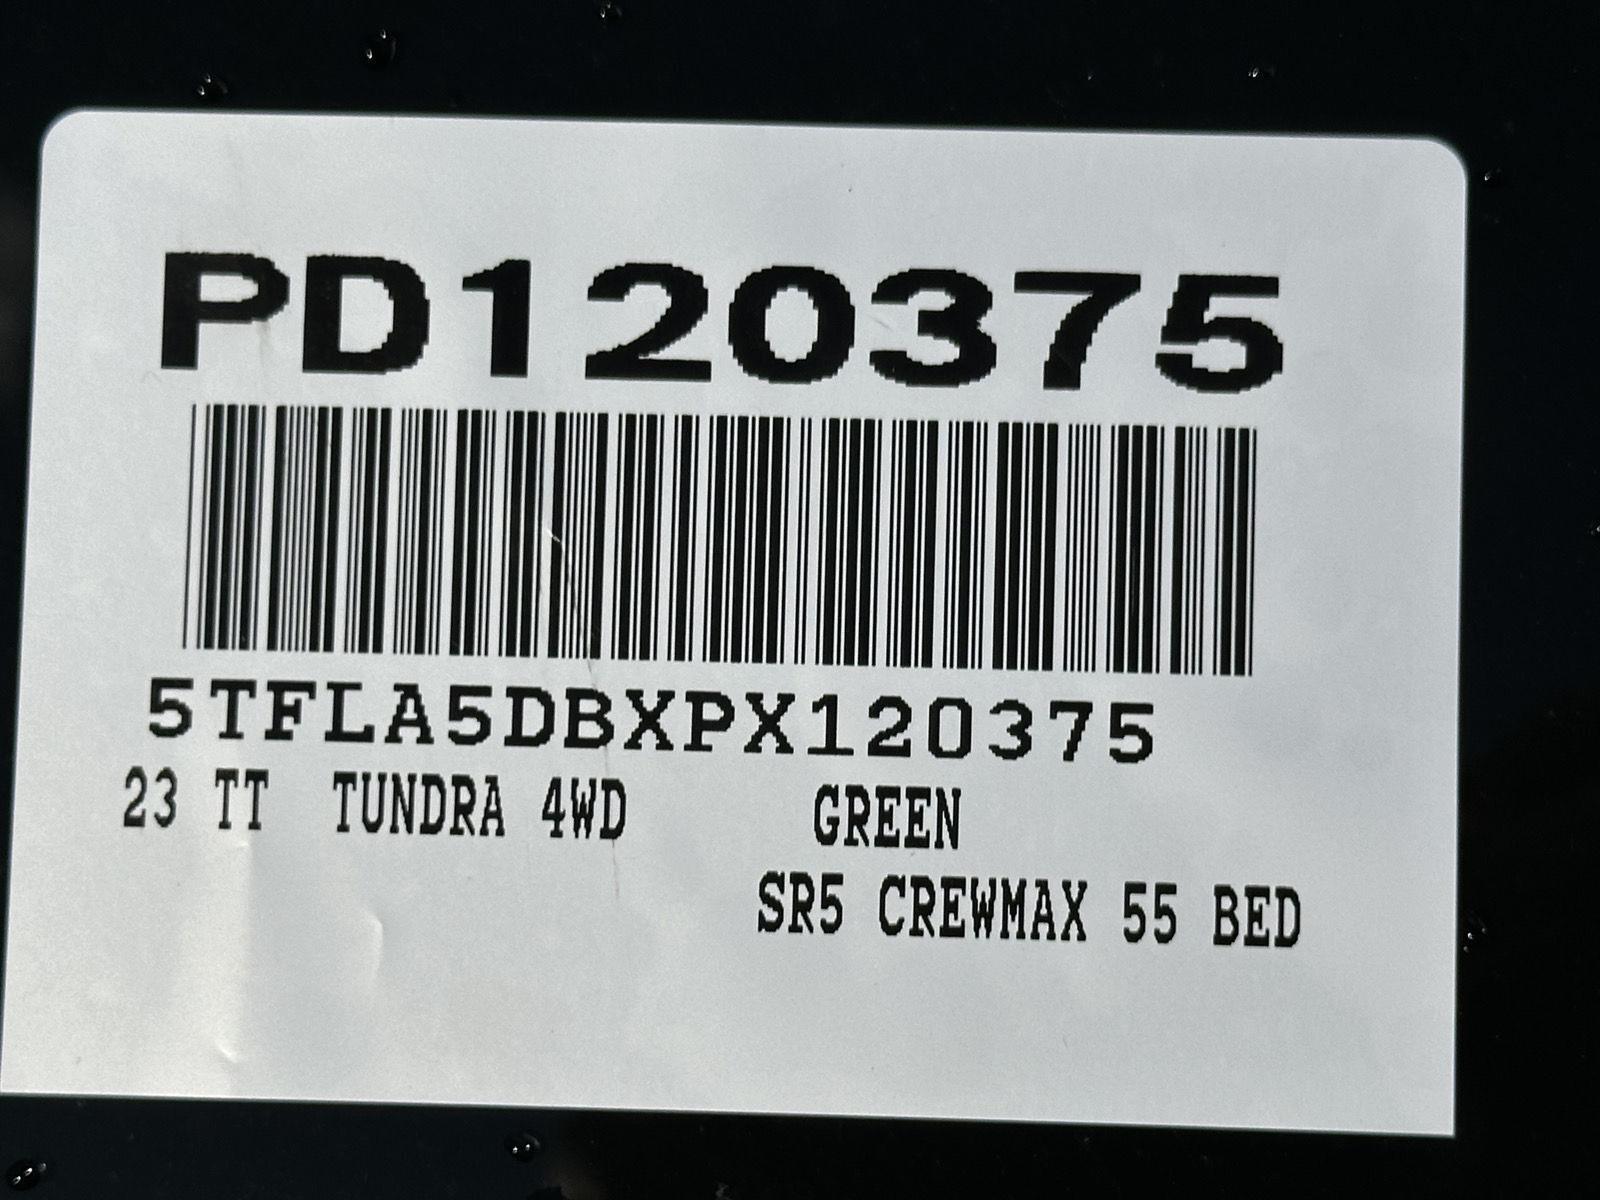 PD120375
5TFLA5DBXPX120375
23 TT TUNDRA 4WD GREEN
SR5 CREWMAX 55 BED